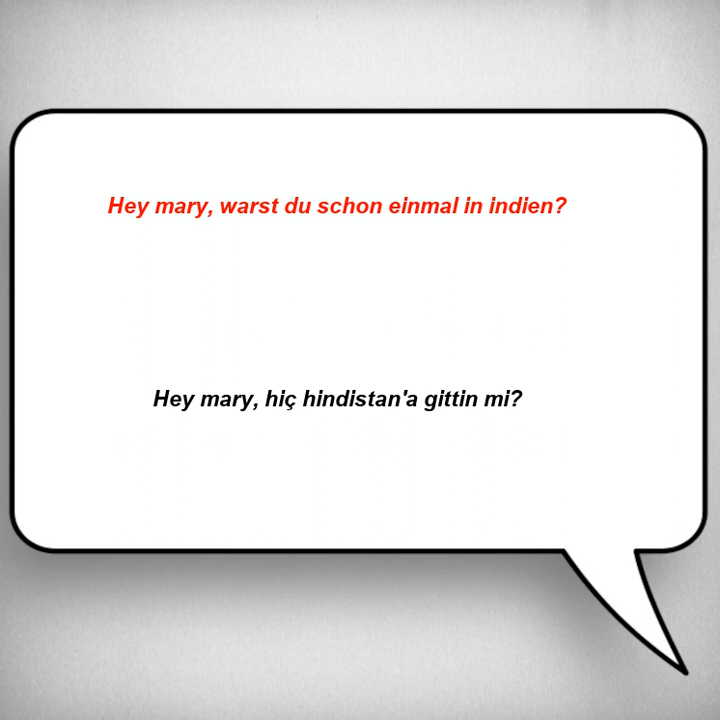 Hey mary, warst du schon einmal in indien?
Hey mary, hiç hindistan'a gittin mi?